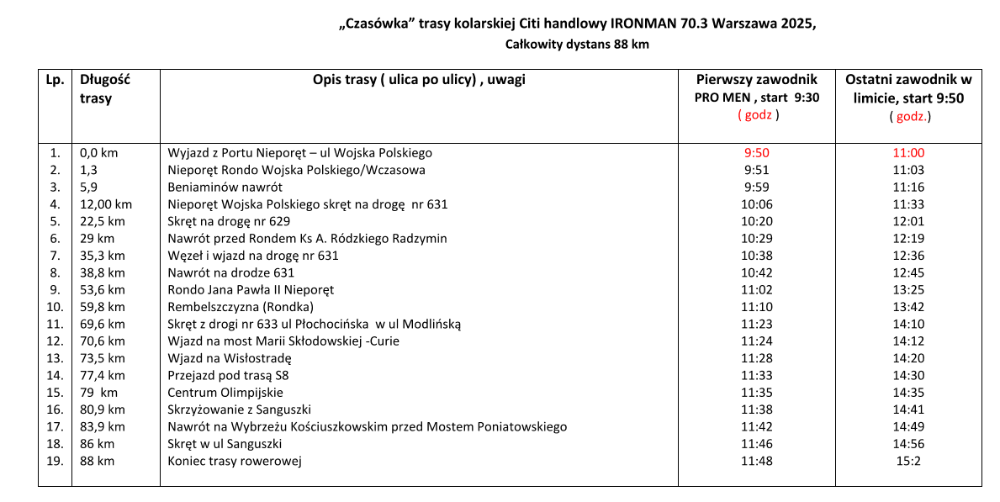 „Czasówka” trasy kolarskiej Citi handlowy IRONMAN 70.3 Warszawa 2025,
Całkowity dystans 88 km
Lp. Długość trasy Opis trasy ( ulica po ulicy) , uwagi Pierwszy zawodnik PRO MEN , start 9:30 ( godz ) Ostatni zawodnik w limicie, start 9:50 ( godz.)
1. 0,0 km Wyjazd z Portu Nieporęt – ul Wojska Polskiego 9:50 11:00
2. 1,3 Nieporęt Rondo Wojska Polskiego/Wczasowa 9:51 11:03
3. 5,9 Beniaminów nawrót 9:59 11:16
4. 12,00 km Nieporęt Wojska Polskiego skręt na drogę nr 631 10:06 11:33
5. 22,5 km Skręt na drogę nr 629 10:20 12:01
6. 29 km Nawrót przed Rondem Ks A. Ródzkiego Radzymin 10:29 12:19
7. 35,3 km Węzeł i wjazd na drogę nr 631 10:38 12:36
8. 38,8 km Nawrót na drodze 631 10:42 12:45
9. 53,6 km Rondo Jana Pawła II Nieporęt 11:02 13:25
10. 59,8 km Rembelszczyzna (Rondka) 11:10 13:42
11. 69,6 km Skręt z drogi nr 633 ul Płochocińska w ul Modlińską 11:23 14:10
12. 70,6 km Wjazd na most Marii Skłodowskiej -Curie 11:24 14:12
13. 73,5 km Wjazd na Wisłostradę 11:28 14:20
14. 77,4 km Przejazd pod trasą S8 11:33 14:30
15. 79 km Centrum Olimpijskie 11:35 14:35
16. 80,9 km Skrzyżowanie z Sanguszki 11:38 14:41
17. 83,9 km Nawrót na Wybrzeżu Kościuszkowskim przed Mostem Poniatowskiego 11:42 14:49
18. 86 km Skręt w ul Sanguszki 11:46 14:56
19. 88 km Koniec trasy rowerowej 11:48 15:2